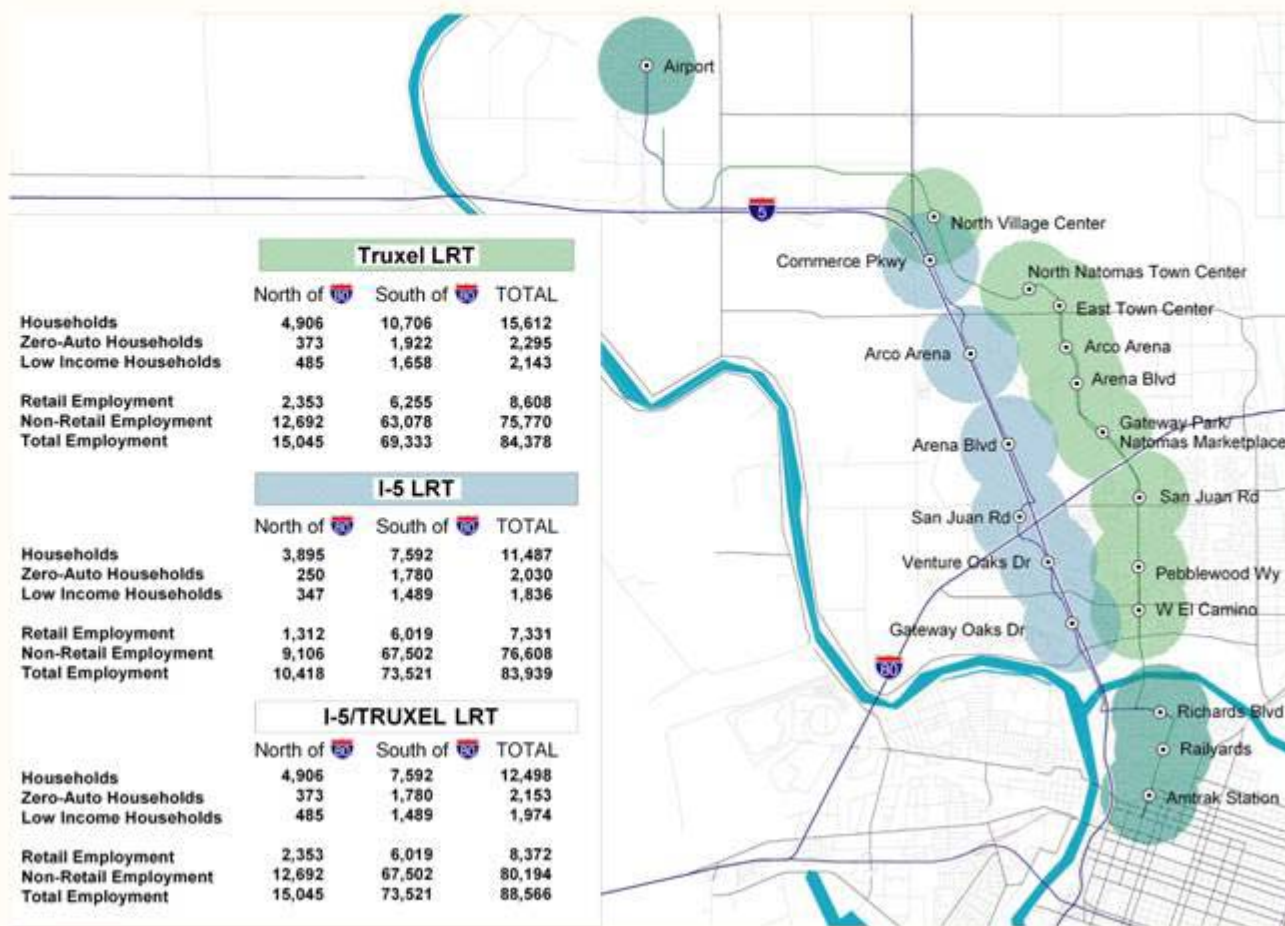 Truxel LRT
North of 80 South of 80 TOTAL
Households 4,906 10,706 15,612
Zero-Auto Households 373 1,922 2,295
Low Income Households 485 1,658 2,143
Retail Employment 2,353 6,255 8,608
Non-Retail Employment 12,692 63,078 75,770
Total Employment 15,045 69,333 84,378
I-5 LRT
North of 80 South of 80 TOTAL
Households 3,895 7,592 11,487
Zero-Auto Households 250 1,780 2,030
Low Income Households 347 1,489 1,836
Retail Employment 1,312 6,019 7,331
Non-Retail Employment 9,106 67,502 76,608
Total Employment 10,418 73,521 83,939
I-5/TRUXEL LRT
North of 80 South of 80 TOTAL
Households 4,906 7,592 12,498
Zero-Auto Households 373 1,780 2,153
Low Income Households 485 1,489 1,974
Retail Employment 2,353 6,019 8,372
Non-Retail Employment 12,692 67,502 80,194
Total Employment 15,045 73,521 88,566
Airport
5
North Village Center
Commerce Pkwy
North Natomas Town Center
East Town Center
Arco Arena
Arco Arena
Arena Blvd
Gateway Park/
Natomas Marketplace
Arena Blvd
San Juan Rd
San Juan Rd
Venture Oaks Dr
Pebblewood Wy
W El Camino
Gateway Oaks Dr
80
Richards Blvd
Railyards
Amtrak Station